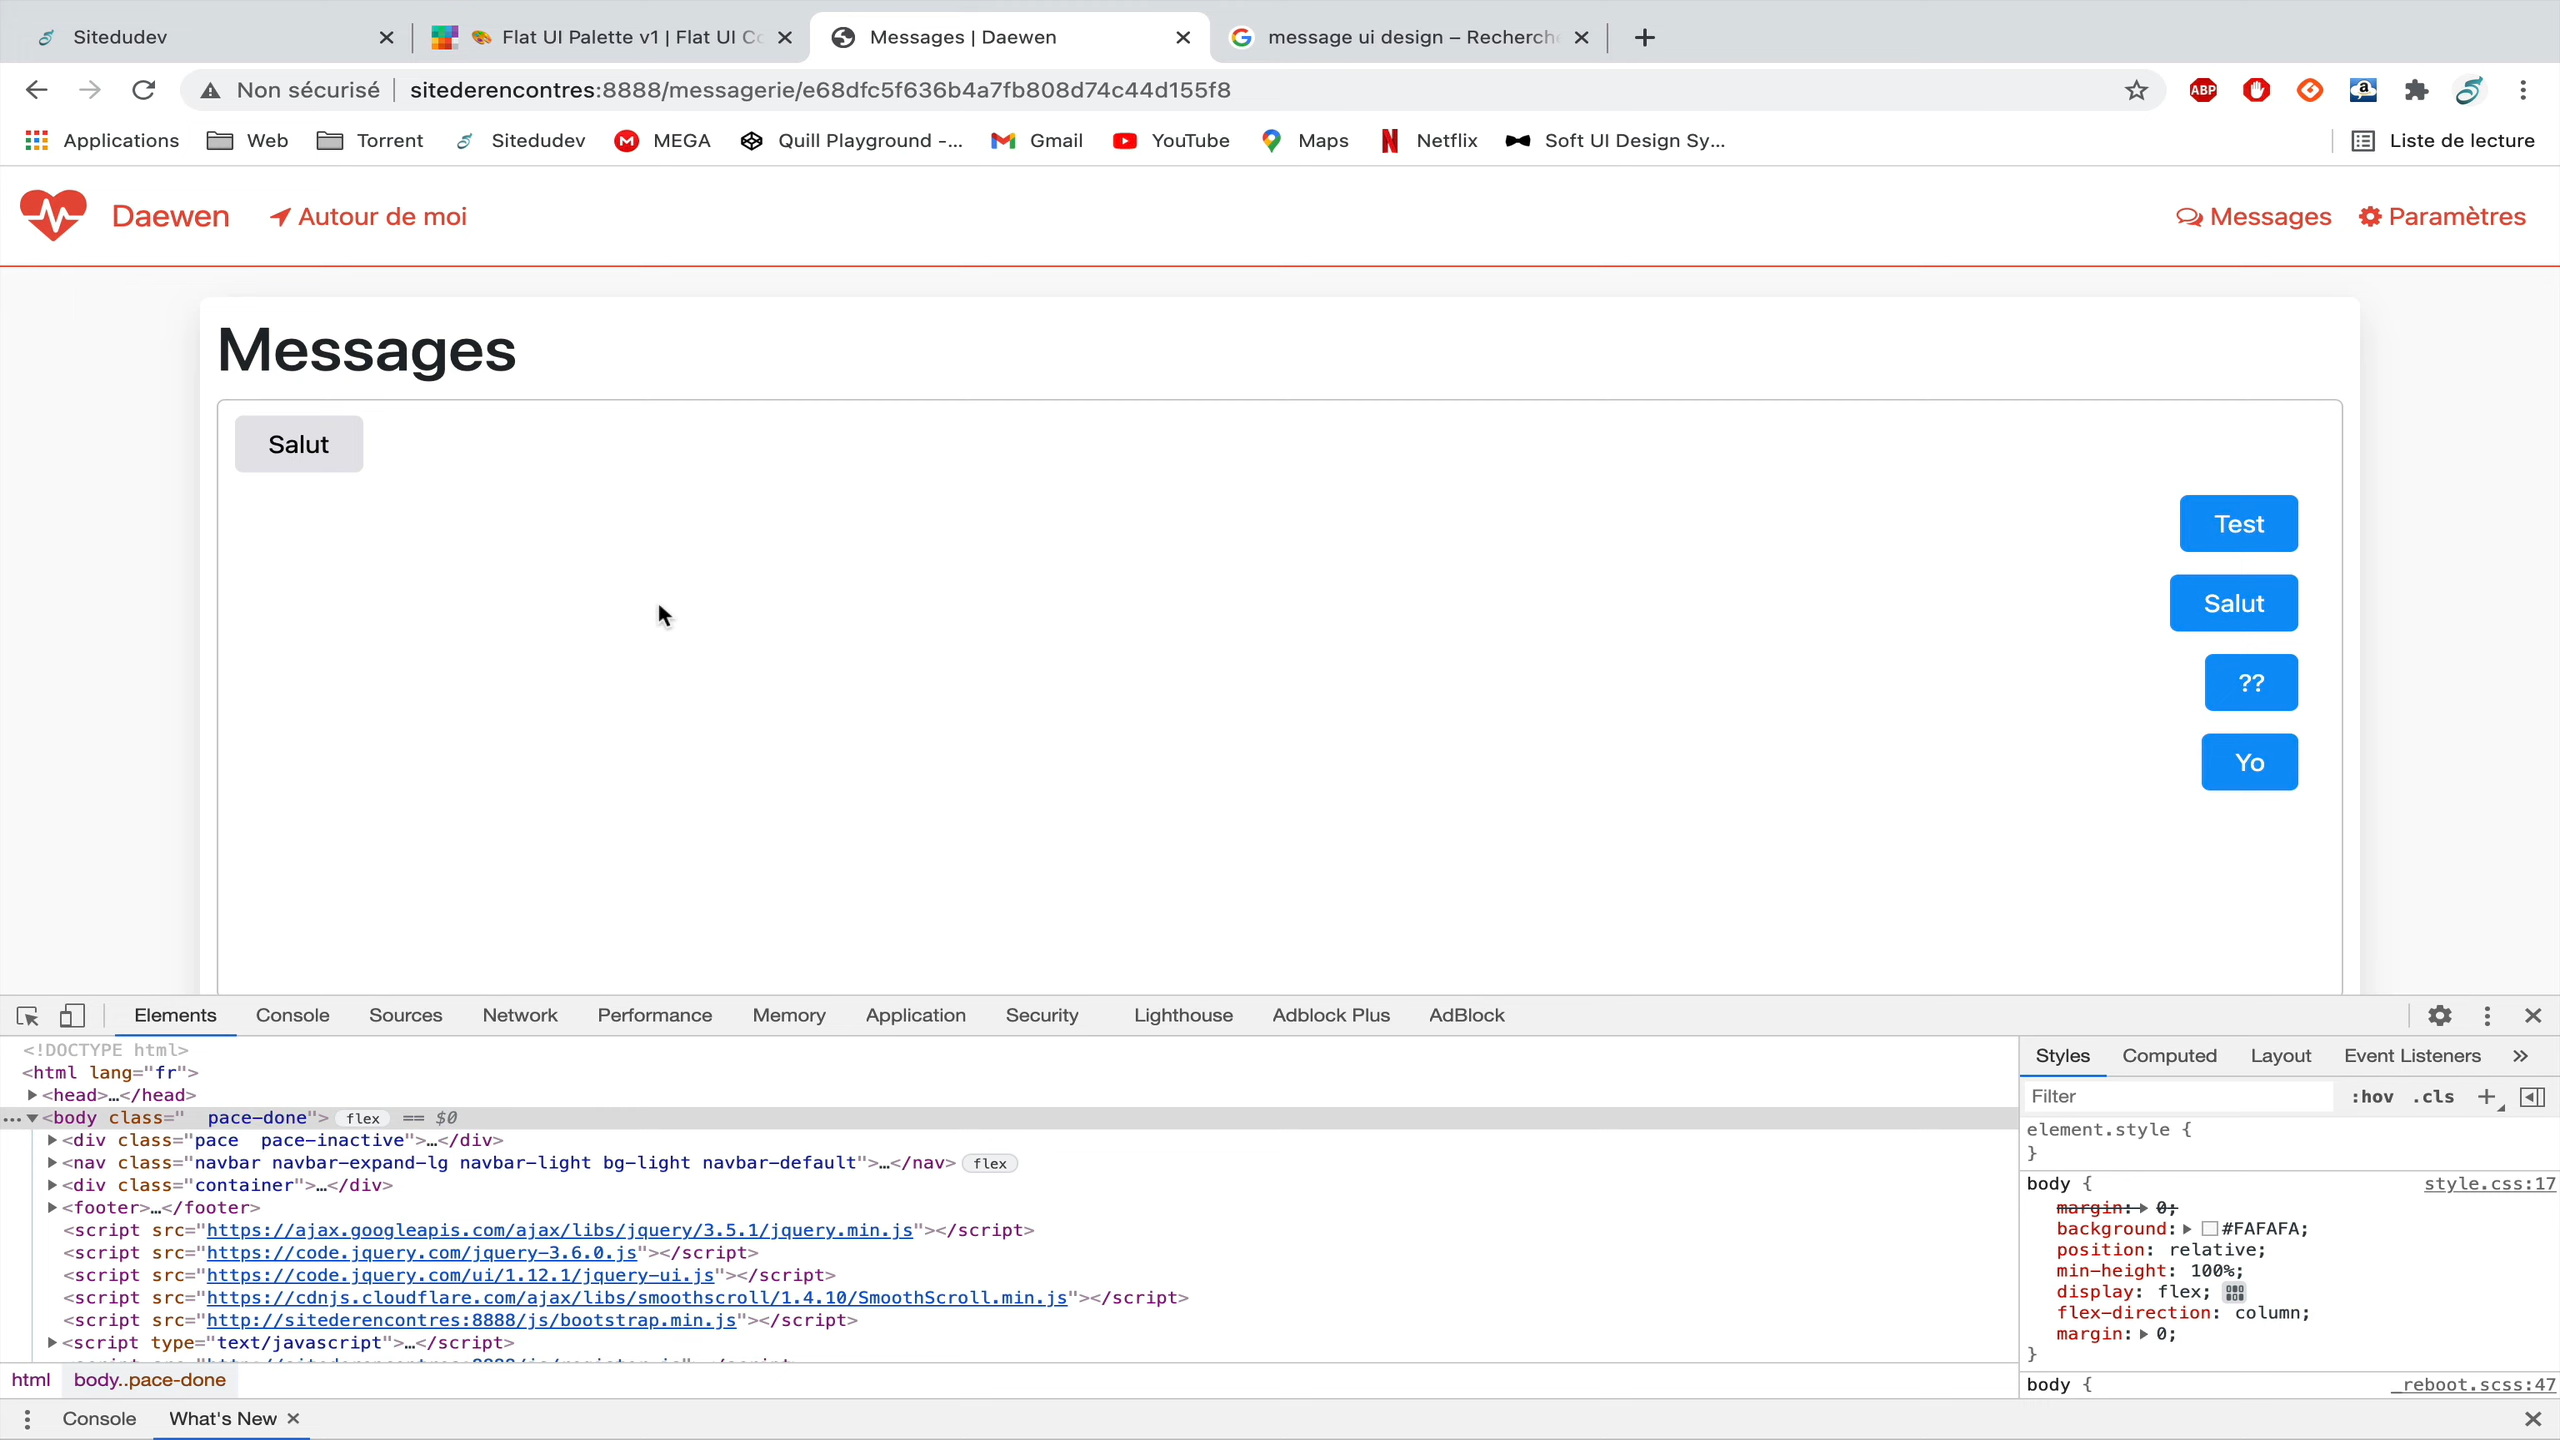 Sitedudev
Flat UI Palette v1 | Flat UI Co
Messages | Daewen
message ui design – Recherche
Non sécurisé
sitederencontres:8888/messagerie/e68dfc5f636b4a7fb808d74c44d155f8
ABP
Applications
Web
Torrent
Sitedudev
MEGA
Quill Playground -...
Gmail
YouTube
Maps
Netflix
Soft UI Design Sy...
Liste de lecture
Daewen
Autour de moi
Messages
Paramètres
Messages
Salut
Test
Salut
??
Yo
Elements
Console
Sources
Network
Performance
Memory
Application
Security
Lighthouse
Adblock Plus
AdBlock
<!DOCTYPE html>
<html lang="fr">
<head>…</head>
<body class="  pace-done"> flex == $0
<div class="pace  pace-inactive">…</div>
<nav class="navbar navbar-expand-lg navbar-light bg-light navbar-default">…</nav> flex
<div class="container">…</div>
<footer>…</footer>
<script src="https://ajax.googleapis.com/ajax/libs/jquery/3.5.1/jquery.min.js"></script>
<script src="https://code.jquery.com/jquery-3.6.0.js"></script>
<script src="https://code.jquery.com/ui/1.12.1/jquery-ui.js"></script>
<script src="https://cdnjs.cloudflare.com/ajax/libs/smoothscroll/1.4.10/SmoothScroll.min.js"></script>
<script src="http://sitederencontres:8888/js/bootstrap.min.js"></script>
<script type="text/javascript">…</script>
html
body..pace-done
Styles
Computed
Layout
Event Listeners
Filter
:hov
.cls
element.style {
}
body {
style.css:17
margin: 0;
background: #FAFAFA;
position: relative;
min-height: 100%;
display: flex;
flex-direction: column;
margin: 0;
}
body {
_reboot.scss:47
Console
What's New